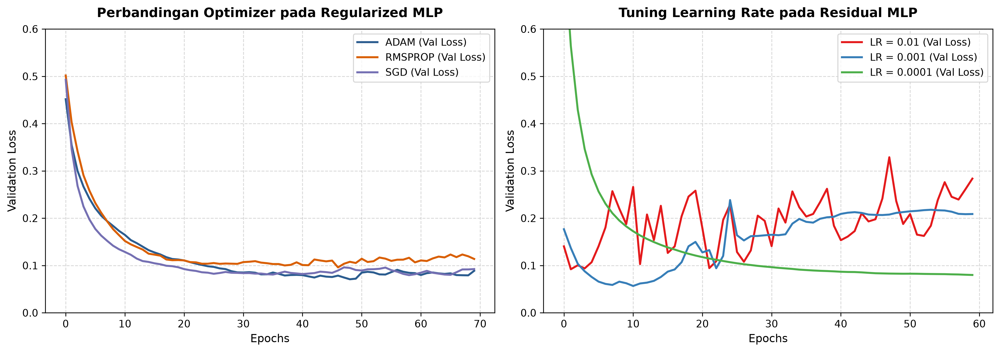 Perbandingan Optimizer pada Regularized MLP
Validation Loss
0.6
0.5
0.4
0.3
0.2
0.1
0.0
ADAM (Val Loss)
RMSPROP (Val Loss)
SGD (Val Loss)
0 10 20 30 40 50 60 70
Epochs
Tuning Learning Rate pada Residual MLP
Validation Loss
0.6
0.5
0.4
0.3
0.2
0.1
0.0
LR = 0.01 (Val Loss)
LR = 0.001 (Val Loss)
LR = 0.0001 (Val Loss)
0 10 20 30 40 50 60
Epochs